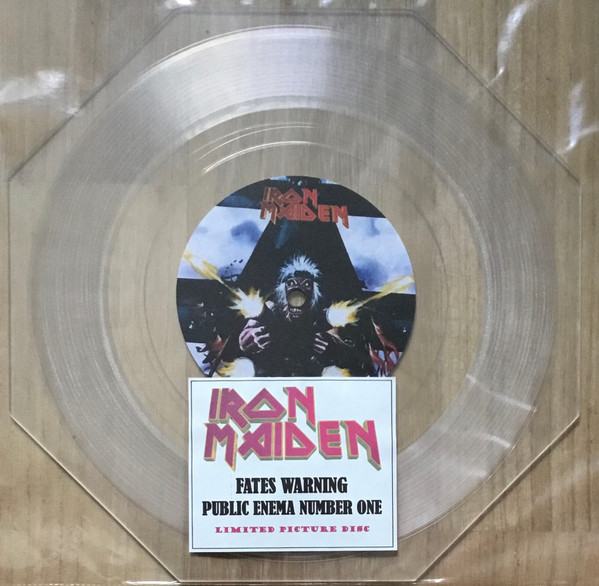 IRON
MAIDEN
IRON
MAIDEN
FATES WARNING
PUBLIC ENEMA NUMBER ONE
LIMITED PICTURE DISC